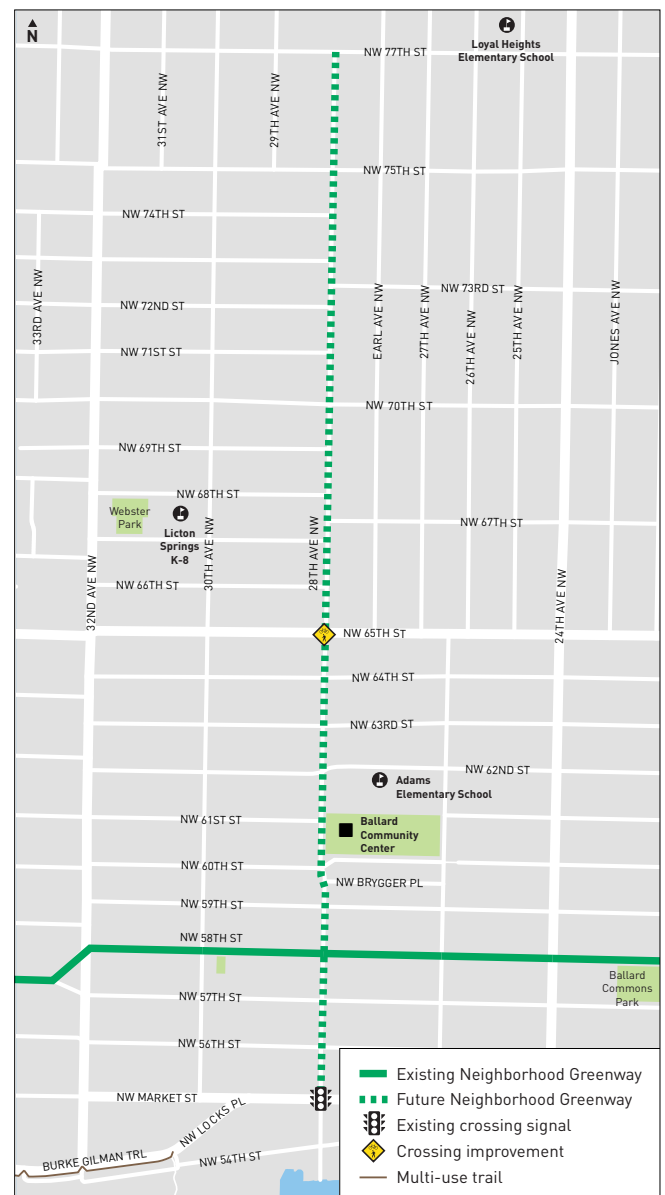 N
Loyal Heights
Elementary School
NW 77TH ST
31ST AVE NW
29TH AVE NW
NW 75TH ST
NW 74TH ST
33RD AVE NW
NW 73RD ST
EARL AVE NW
27TH AVE NW
26TH AVE NW
25TH AVE NW
JONES AVE NW
NW 72ND ST
NW 71ST ST
NW 70TH ST
NW 69TH ST
NW 68TH ST
Webster
Park
Licton
Springs
K-8
30TH AVE NW
28TH AVE NW
NW 67TH ST
32ND AVE NW
NW 66TH ST
24TH AVE NW
NW 65TH ST
NW 64TH ST
NW 63RD ST
NW 62ND ST
Adams
Elementary School
NW 61ST ST
Ballard
Community
Center
NW 60TH ST
NW BRYGGER PL
NW 59TH ST
NW 58TH ST
Ballard
Commons
Park
NW 57TH ST
NW 56TH ST
NW MARKET ST
NW LOCKS PL
BURKE GILMAN TRL
NW 54TH ST
Existing Neighborhood Greenway
Future Neighborhood Greenway
Existing crossing signal
Crossing improvement
Multi-use trail